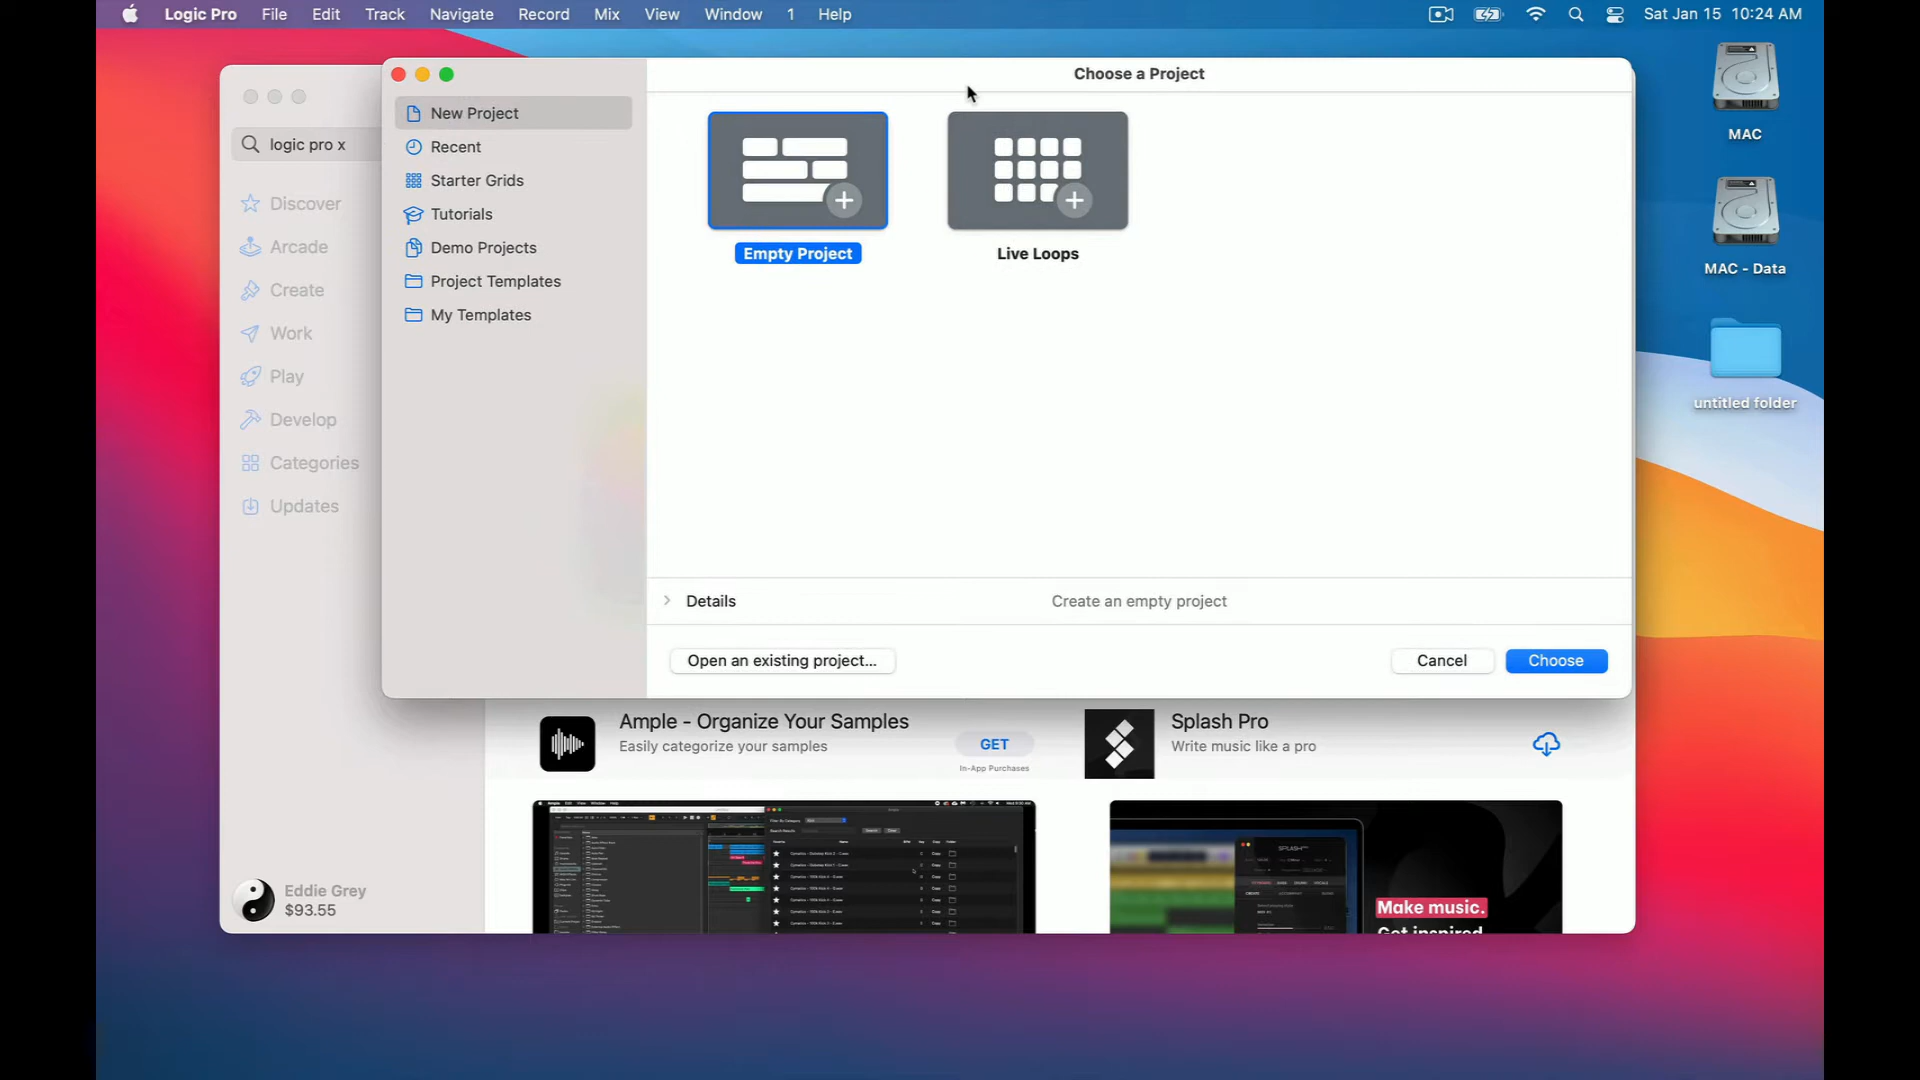 Logic Pro File Edit Track Navigate Record Mix View Window 1 Help Sat Jan 15 10:24 AM
Choose a Project
New Project
Recent
Starter Grids
Tutorials
Demo Projects
Project Templates
My Templates
logic pro x
Discover
Arcade
Create
Work
Play
Develop
Categories
Updates
Eddie Grey
$93.55
Empty Project
Live Loops
Details
Create an empty project
Open an existing project...
Cancel
Choose
Ample - Organize Your Samples
Easily categorize your samples
GET
In-App Purchases
Splash Pro
Write music like a pro
Make music.
Get inspired
MAC
MAC - Data
untitled folder